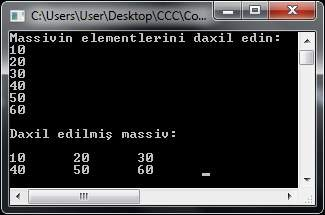 C:\Users\User\Desktop\CCC\Co...
Massivin elementlerini daxil edin:
10
20
30
40
50
60
Daxil edilmiş massiv:
10 20 30
40 50 60